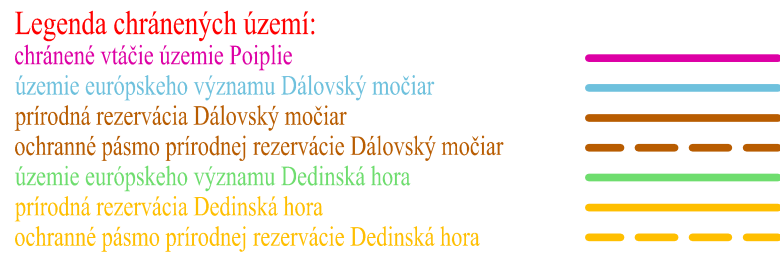 Legenda chránených území:
chránené vtáčie územie Poiplie
územie európskeho významu Dálovský močiar
prírodná rezervácia Dálovský močiar
ochranné pásmo prírodnej rezervácie Dálovský močiar
územie európskeho významu Dedinská hora
prírodná rezervácia Dedinská hora
ochranné pásmo prírodnej rezervácie Dedinská hora